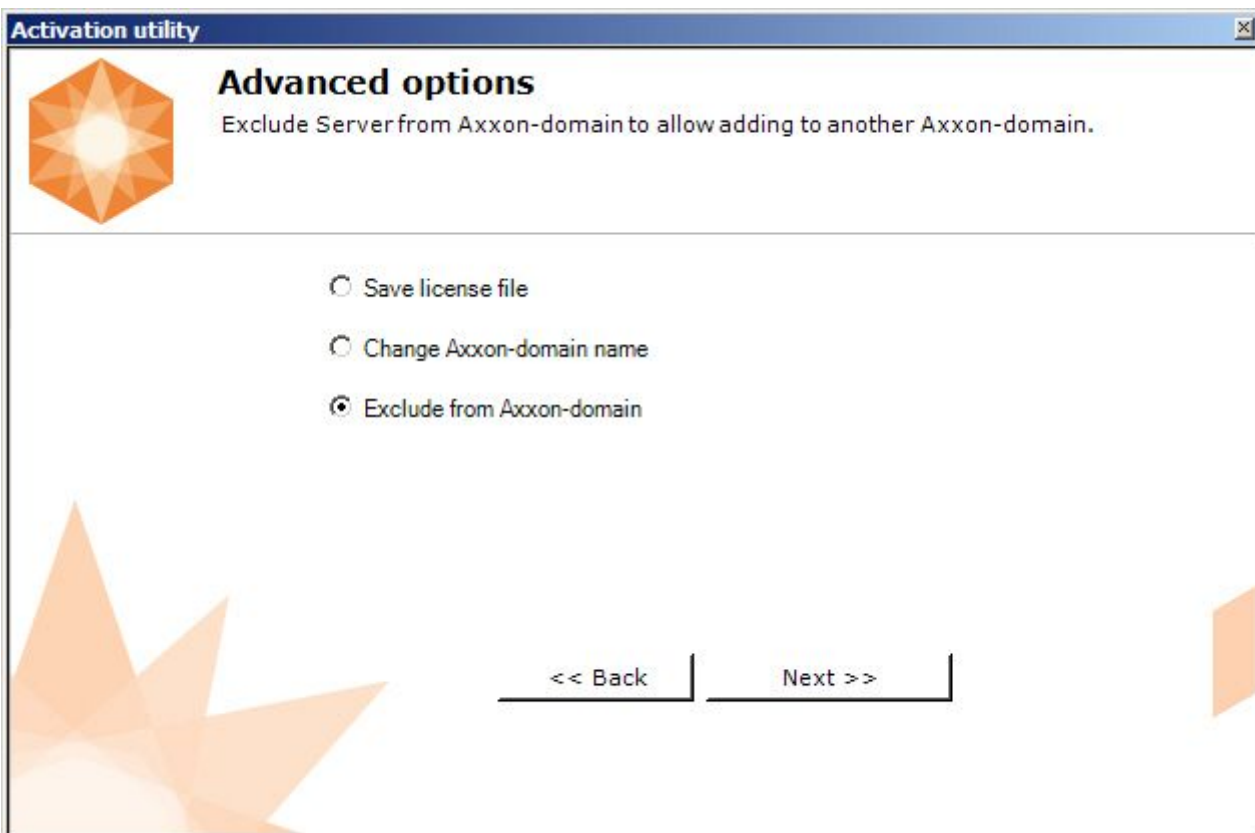 Activation utility
Advanced options
Exclude Server from Axxon-domain to allow adding to another Axxon-domain.
Save license file
Change Axxon-domain name
Exclude from Axxon-domain
<< Back
Next >>